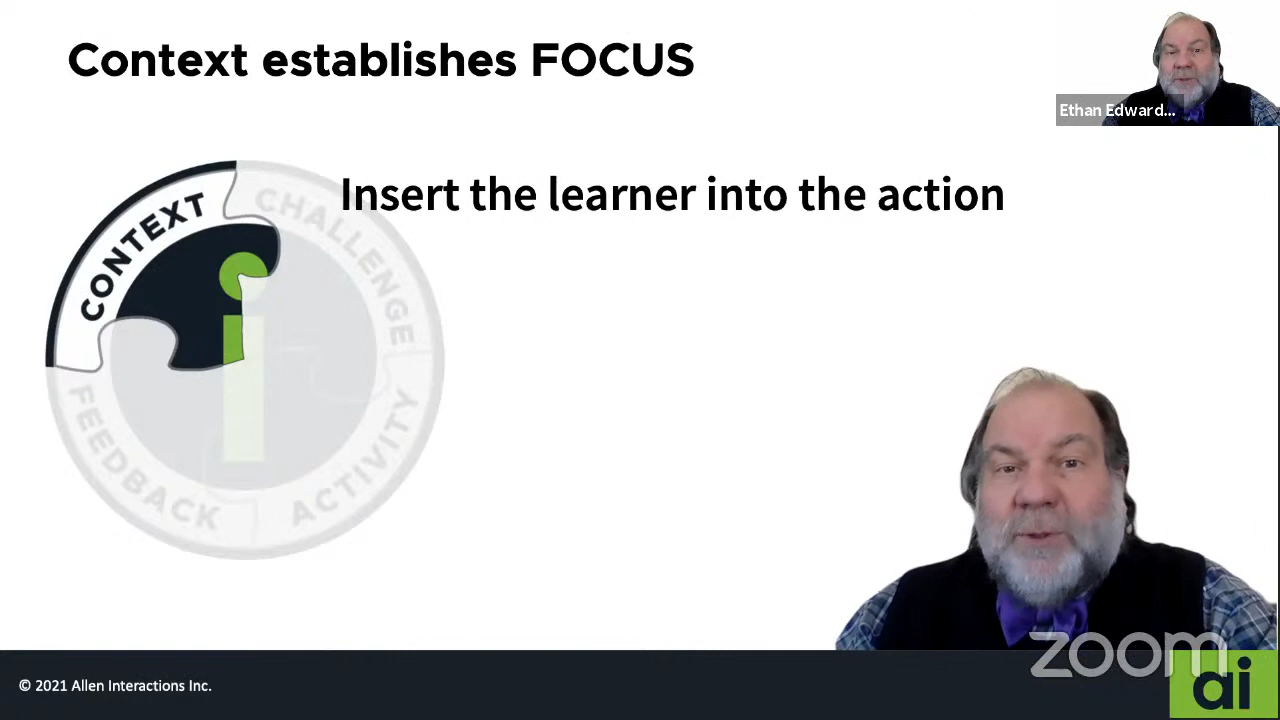 Context establishes FOCUS
Ethan Edward...
Insert the learner into the action
CONTEXT
CHALLENGE
i
FEEDBACK
ACTIVITY
zoom
© 2021 Allen Interactions Inc.
ai